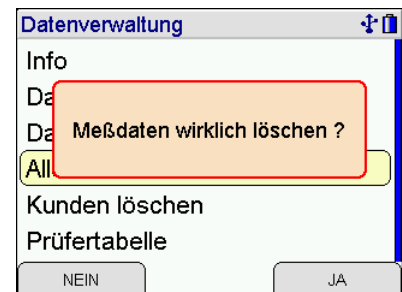 Datenverwaltung
Info
Da
Da
Meßdaten wirklich löschen ?
All
Kunden löschen
Prüfertabelle
NEIN
JA